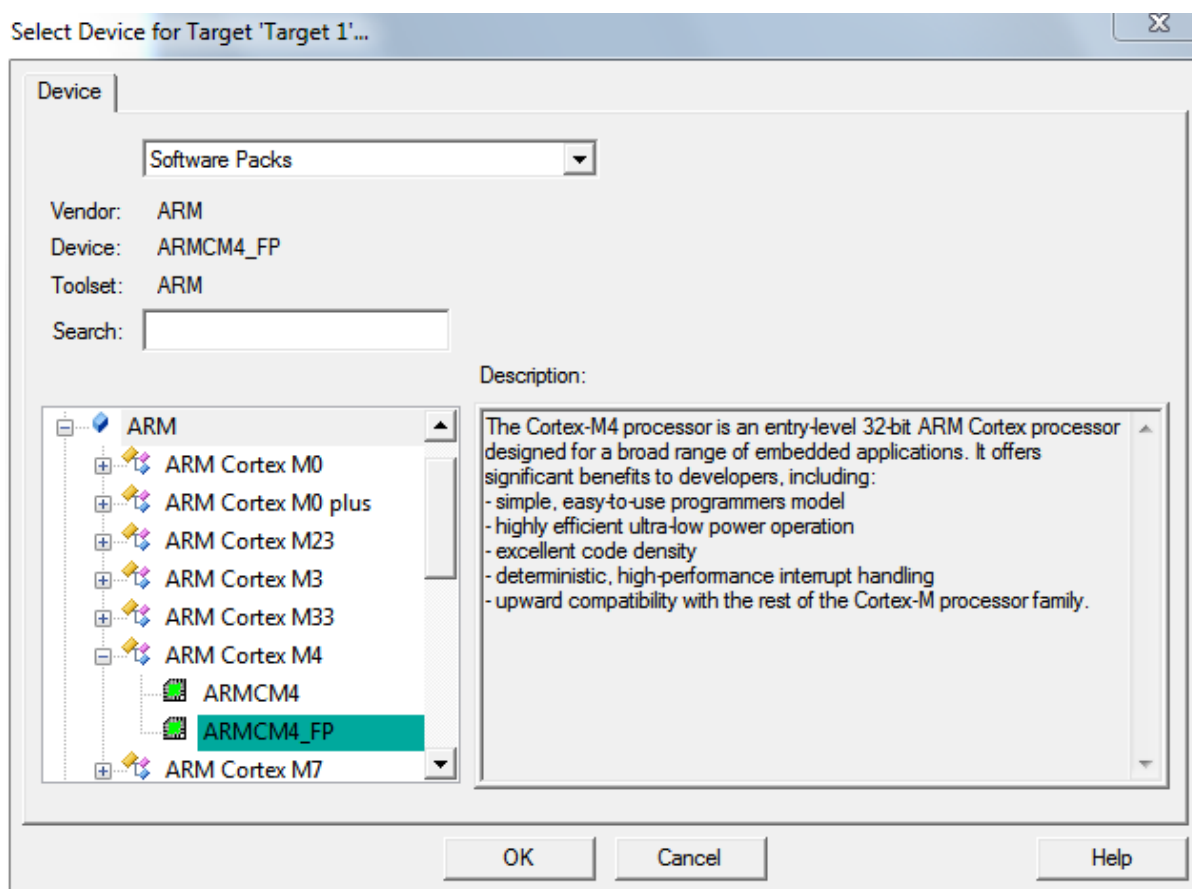 Select Device for Target 'Target 1'...
Device
Software Packs
Vendor: ARM
Device: ARMCM4_FP
Toolset: ARM
Search:
Description:
ARM
ARM Cortex M0
ARM Cortex M0 plus
ARM Cortex M23
ARM Cortex M3
ARM Cortex M33
ARM Cortex M4
ARMCM4
ARMCM4_FP
ARM Cortex M7
The Cortex-M4 processor is an entry-level 32-bit ARM Cortex processor
designed for a broad range of embedded applications. It offers
significant benefits to developers, including:
- simple, easy-to-use programmers model
- highly efficient ultra-low power operation
- excellent code density
- deterministic, high-performance interrupt handling
- upward compatibility with the rest of the Cortex-M processor family.
OK
Cancel
Help